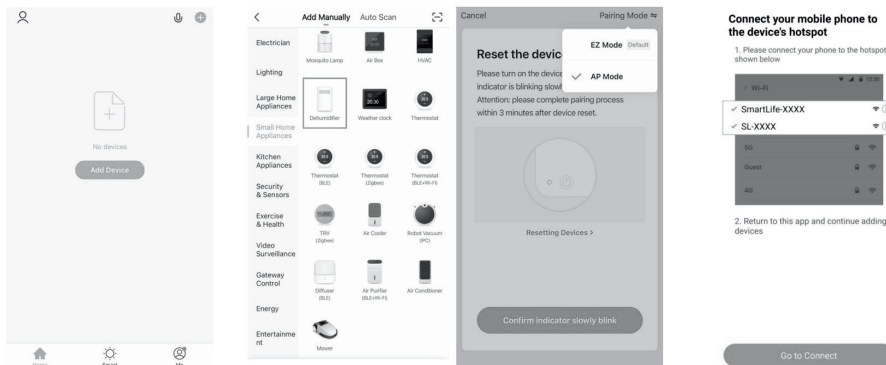 No devices
Add Device
Home
Smart
Me
Add Manually
Auto Scan
Electrician
Lighting
Large Home
Appliances
Small Home
Appliances
Kitchen
Appliances
Security
& Sensors
Exercise
& Health
Video
Surveillance
Gateway
Control
Energy
Entertainme
nt
Mosquito Lamp
Air Box
HVAC
Dehumidifier
Weather clock
Thermostat
Thermostat
(BLE)
Thermostat
(Zigbee)
Thermostat
(BLE+Wi-Fi)
TRV
(Zigbee)
Air Cooler
Robot Vacuum
(IPC)
Diffuser
(BLE)
Air Purifier
(BLE+Wi-Fi)
Air Conditioner
Mower
Cancel
Pairing Mode
EZ Mode Default
AP Mode
Reset the devic
Please turn on the device
indicator is blinking slowl
Attention: please complete pairing process
within 3 minutes after device reset.
Resetting Devices >
Confirm indicator slowly blink
Connect your mobile phone to
the device's hotspot
1. Please connect your phone to the hotspot
shown below
12:30
Wi-Fi
SmartLife-XXXX
SL-XXXX
5G
Guest
4G
2. Return to this app and continue adding
devices
Go to Connect